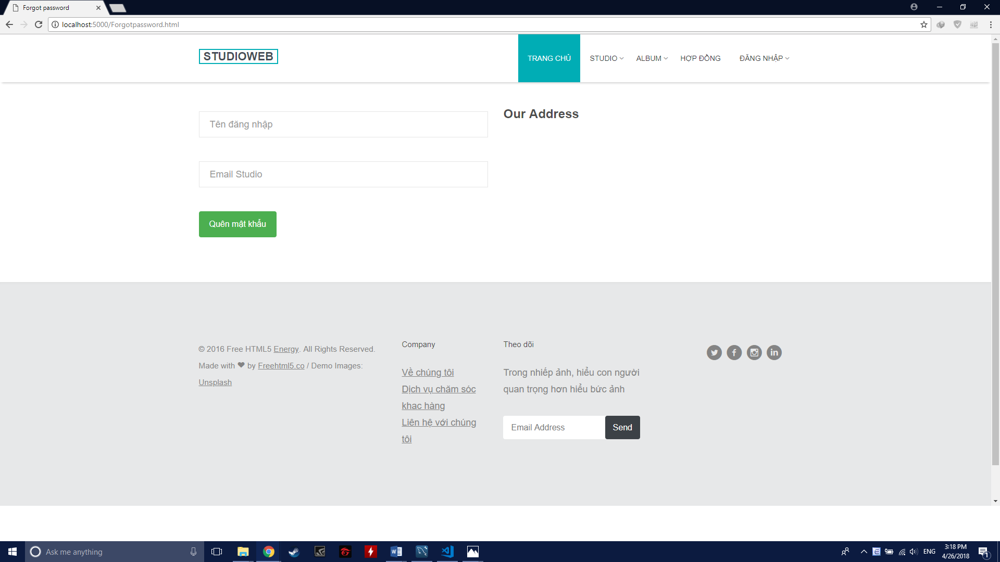 Forgot password
localhost:5000/Forgotpassword.html
STUDIOWEB
TRANG CHỦ
STUDIO
ALBUM
HỢP ĐỒNG
ĐĂNG NHẬP
Tên đăng nhập
Email Studio
Quên mật khẩu
Our Address
© 2016 Free HTML5 Energy. All Rights Reserved.
Made with ❤ by Freehtml5.co / Demo Images:
Unsplash
Company
Về chúng tôi
Dịch vụ chăm sóc
khac hàng
Liên hệ với chúng
tôi
Theo dõi
Trong nhiếp ảnh, hiểu con người
quan trọng hơn hiểu bức ảnh
Email Address
Send
Ask me anything
ENG
3:18 PM
4/26/2018
1